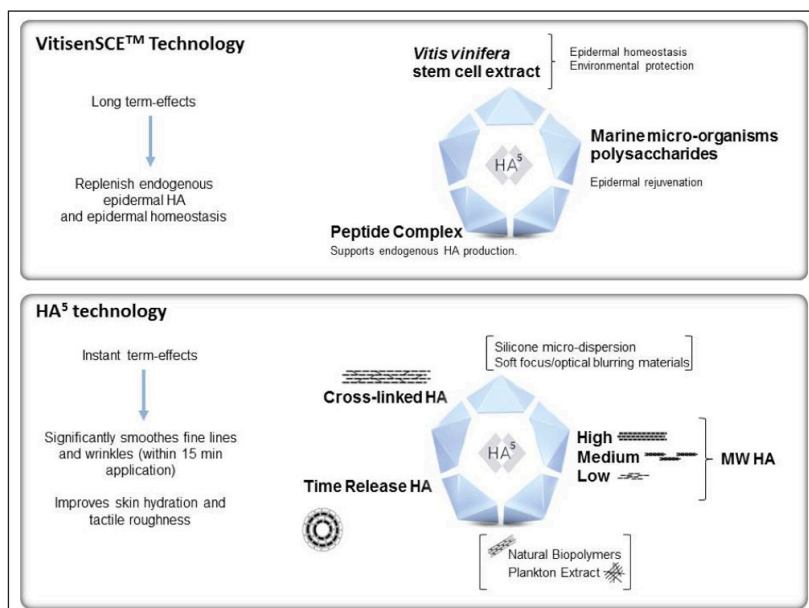 VitisenSCE™ Technology
Long term-effects
Replenish endogenous
epidermal HA
and epidermal homeostasis
Vitis vinifera
stem cell extract
Epidermal homeostasis
Environmental protection
HA⁵
Marine micro-organisms
polysaccharides
Epidermal rejuvenation
Peptide Complex
Supports endogenous HA production.
HA⁵ technology
Instant term-effects
Significantly smoothes fine lines
and wrinkles (within 15 min
application)
Improves skin hydration and
tactile roughness
Silicone micro-dispersion
Soft focus/optical blurring materials
Cross-linked HA
HA⁵
High
Medium
Low
MW HA
Time Release HA
Natural Biopolymers
Plankton Extract